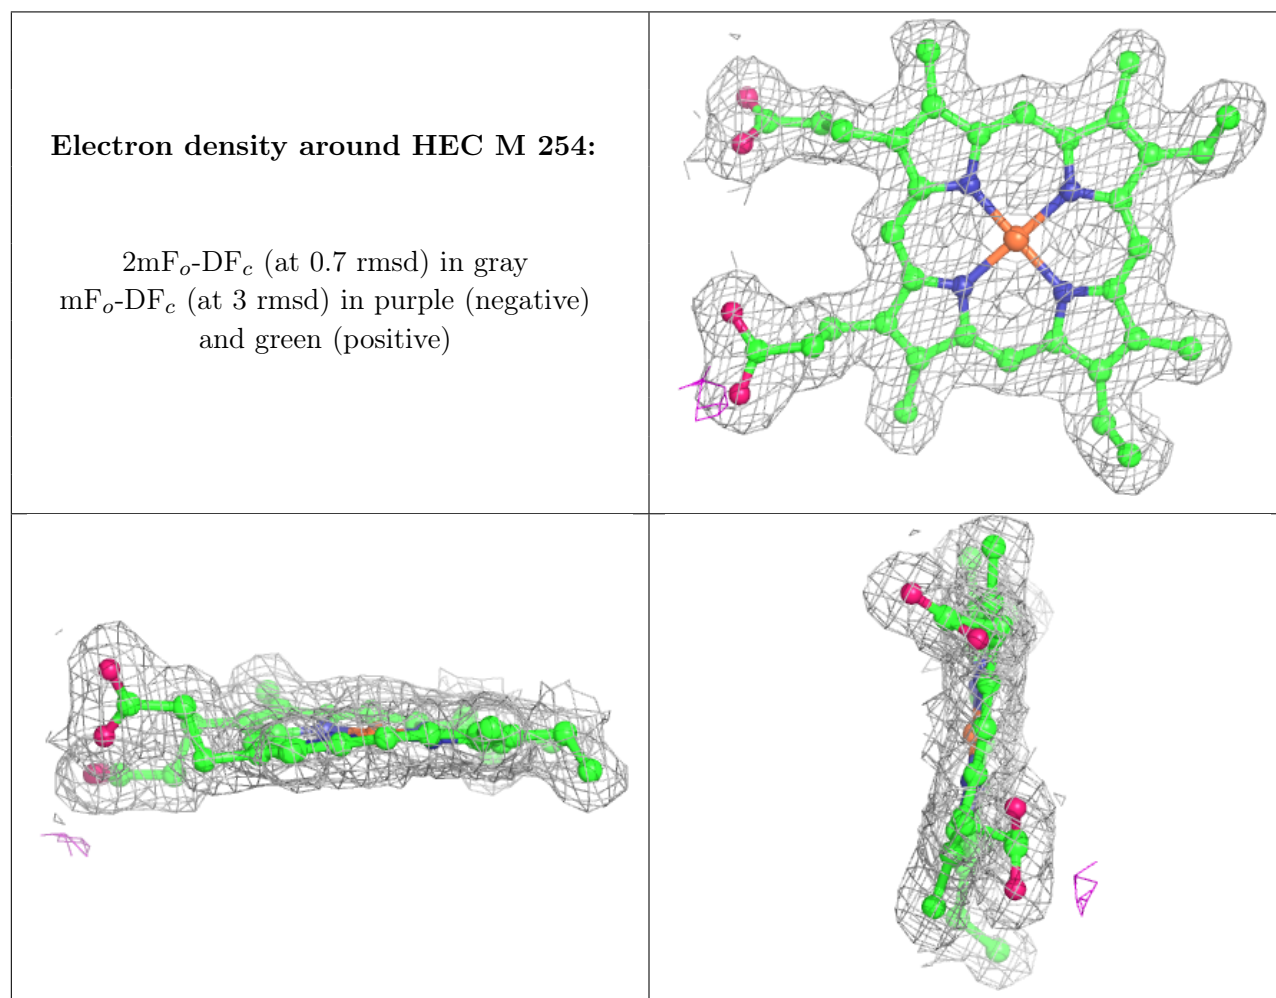 Electron density around HEC M 254:
2mFo-DFc (at 0.7 rmsd) in gray
mFo-DFc (at 3 rmsd) in purple (negative)
and green (positive)